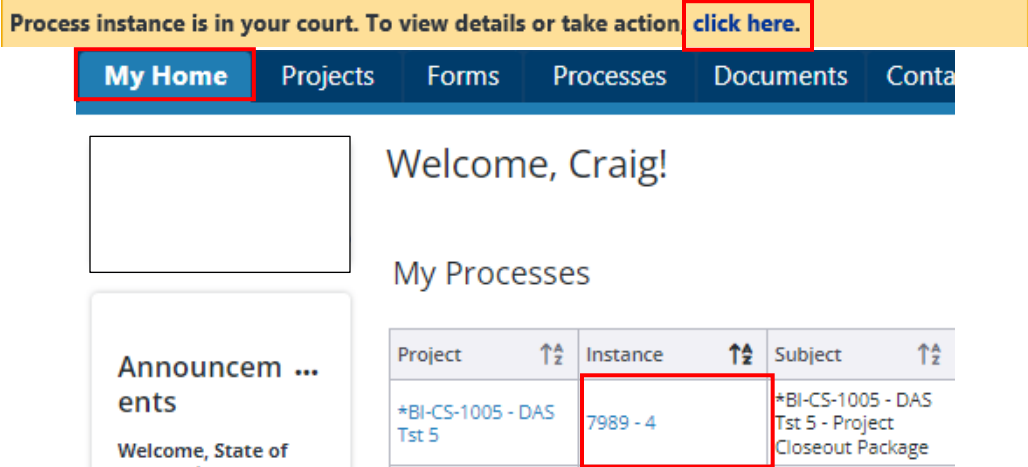 Process instance is in your court. To view details or take action, click here.
My Home Projects Forms Processes Documents Conta
Welcome, Craig!
My Processes
Project Instance Subject
*BI-CS-1005 - DAS
Tst 5
7989 - 4
*BI-CS-1005 - DAS
Tst 5 - Project
Closeout Package
Announcem ...
ents
Welcome, State of